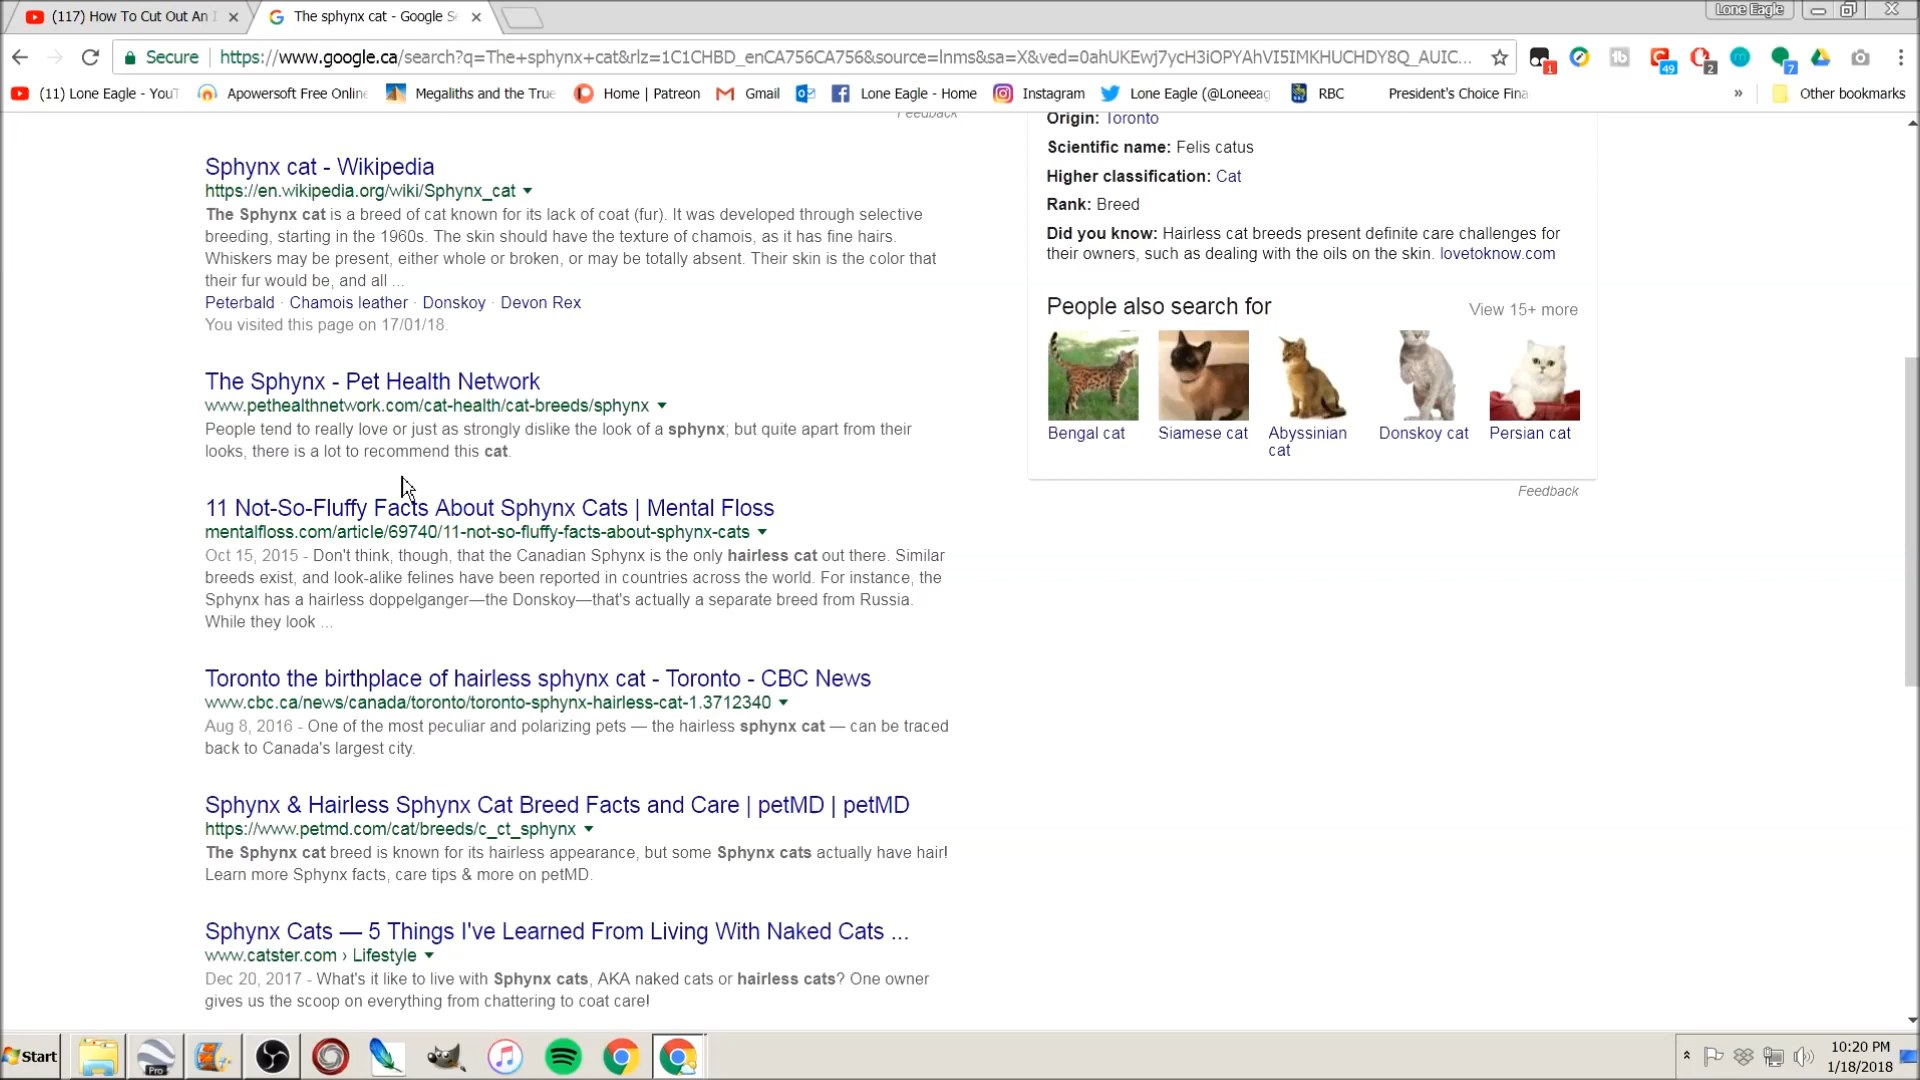 (117) How To Cut Out An I
The sphynx cat - Google Se
Lone Eagle
Secure
https://www.google.ca/search?q=The+sphynx+cat&rlz=1C1CHBD_enCA756CA756&source=lnms&sa=X&ved=0ahUKEwj7ycH3iOPYAhVI5IMKHUCHDY8Q_AUIC...
1
49
2
7
(11) Lone Eagle - YouT
Apowersoft Free Online
Megaliths and the True
Home | Patreon
Gmail
Lone Eagle - Home
Instagram
Lone Eagle (@Loneeag
RBC
President's Choice Fina
»
Other bookmarks
Feedback
Sphynx cat - Wikipedia
https://en.wikipedia.org/wiki/Sphynx_cat
The Sphynx cat is a breed of cat known for its lack of coat (fur). It was developed through selective
breeding, starting in the 1960s. The skin should have the texture of chamois, as it has fine hairs.
Whiskers may be present, either whole or broken, or may be totally absent. Their skin is the color that
their fur would be, and all ...
Peterbald · Chamois leather · Donskoy · Devon Rex
You visited this page on 17/01/18.
The Sphynx - Pet Health Network
www.pethealthnetwork.com/cat-health/cat-breeds/sphynx
People tend to really love or just as strongly dislike the look of a sphynx; but quite apart from their
looks, there is a lot to recommend this cat.
11 Not-So-Fluffy Facts About Sphynx Cats | Mental Floss
mentalfloss.com/article/69740/11-not-so-fluffy-facts-about-sphynx-cats
Oct 15, 2015 - Don't think, though, that the Canadian Sphynx is the only hairless cat out there. Similar
breeds exist, and look-alike felines have been reported in countries across the world. For instance, the
Sphynx has a hairless doppelganger—the Donskoy—that's actually a separate breed from Russia.
While they look ...
Toronto the birthplace of hairless sphynx cat - Toronto - CBC News
www.cbc.ca/news/canada/toronto/toronto-sphynx-hairless-cat-1.3712340
Aug 8, 2016 - One of the most peculiar and polarizing pets — the hairless sphynx cat — can be traced
back to Canada's largest city.
Sphynx & Hairless Sphynx Cat Breed Facts and Care | petMD | petMD
https://www.petmd.com/cat/breeds/c_ct_sphynx
The Sphynx cat breed is known for its hairless appearance, but some Sphynx cats actually have hair!
Learn more Sphynx facts, care tips & more on petMD.
Sphynx Cats — 5 Things I've Learned From Living With Naked Cats ...
www.catster.com › Lifestyle
Dec 20, 2017 - What's it like to live with Sphynx cats, AKA naked cats or hairless cats? One owner
gives us the scoop on everything from chattering to coat care!
Origin: Toronto
Scientific name: Felis catus
Higher classification: Cat
Rank: Breed
Did you know: Hairless cat breeds present definite care challenges for
their owners, such as dealing with the oils on the skin. lovetoknow.com
People also search for
View 15+ more
Bengal cat
Siamese cat
Abyssinian
cat
Donskoy cat
Persian cat
Feedback
Start
Pro
10:20 PM
1/18/2018